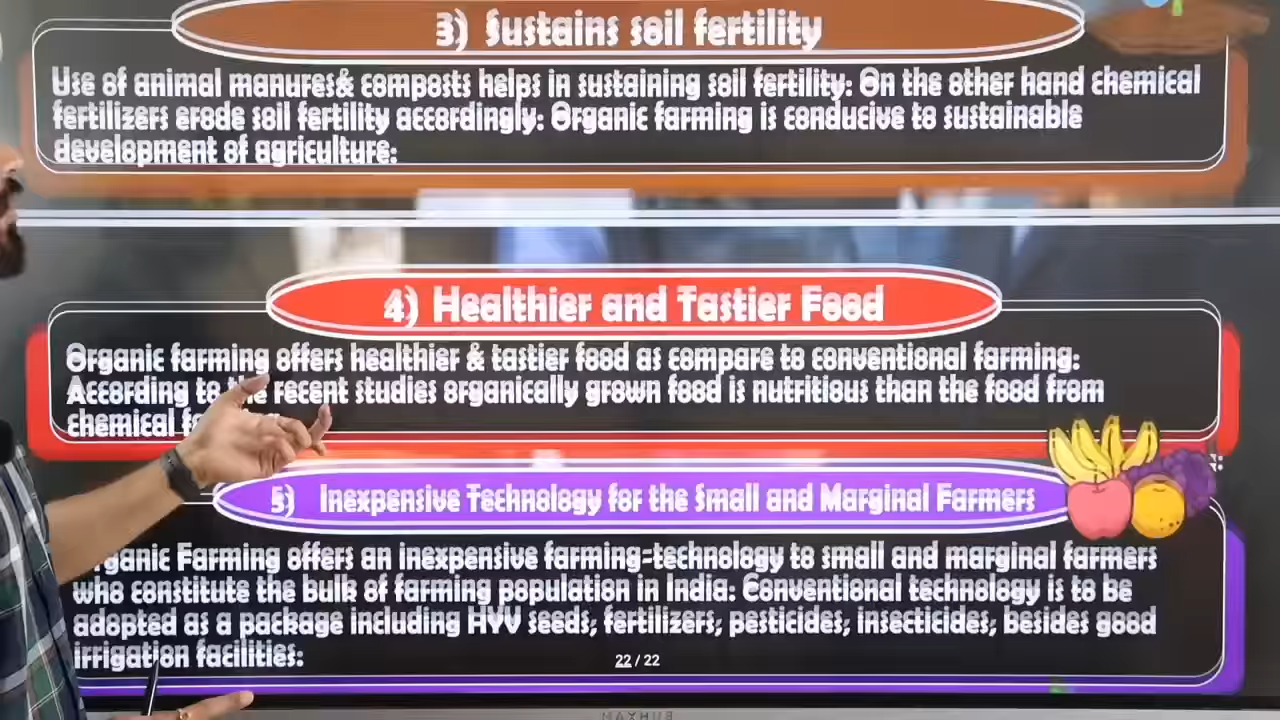 3) Sustains soil fertility
Use of animal manures& composts helps in sustaining soil fertility: On the other hand chemical
fertilizers erode soil fertility accordingly: Organic farming is conducive to sustainable
development of agriculture:
4) Healthier and Tastier Food
Organic farming offers healthier & tastier food as compare to conventional farming:
According to the recent studies organically grown food is nutritious than the food from
chemical
5) Inexpensive Technology for the Small and Marginal Farmers
Organic Farming offers an inexpensive farming-technology to small and marginal farmers
who constitute the bulk of farming population in India: Conventional technology is to be
adopted as a package including HYV seeds, fertilizers, pesticides, insecticides, besides good
irrigation facilities:
22 / 22
MAXHUB